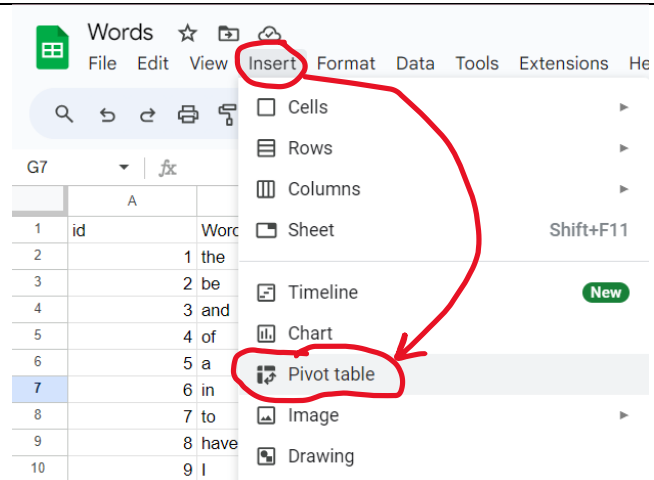 Words
File Edit View Insert Format Data Tools Extensions He
G7 fx
Cells
Rows
Columns
Sheet Shift+F11
Timeline New
Chart
Pivot table
Image
Drawing
A
1 id Word
2 1 the
3 2 be
4 3 and
5 4 of
6 5 a
7 6 in
8 7 to
9 8 have
10 9 I